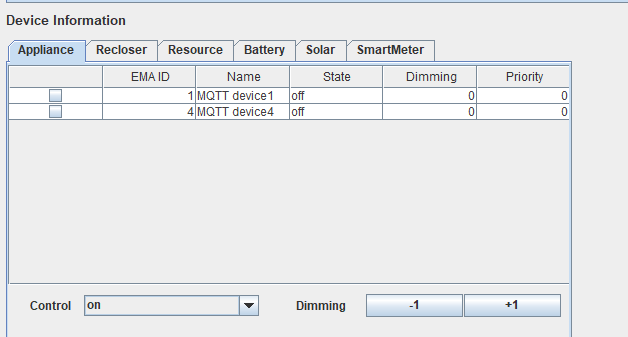 Device Information
Appliance Recloser Resource Battery Solar SmartMeter
EMA ID Name State Dimming Priority
1 MQTT device1 off 0 0
4 MQTT device4 off 0 0
Control on Dimming -1 +1